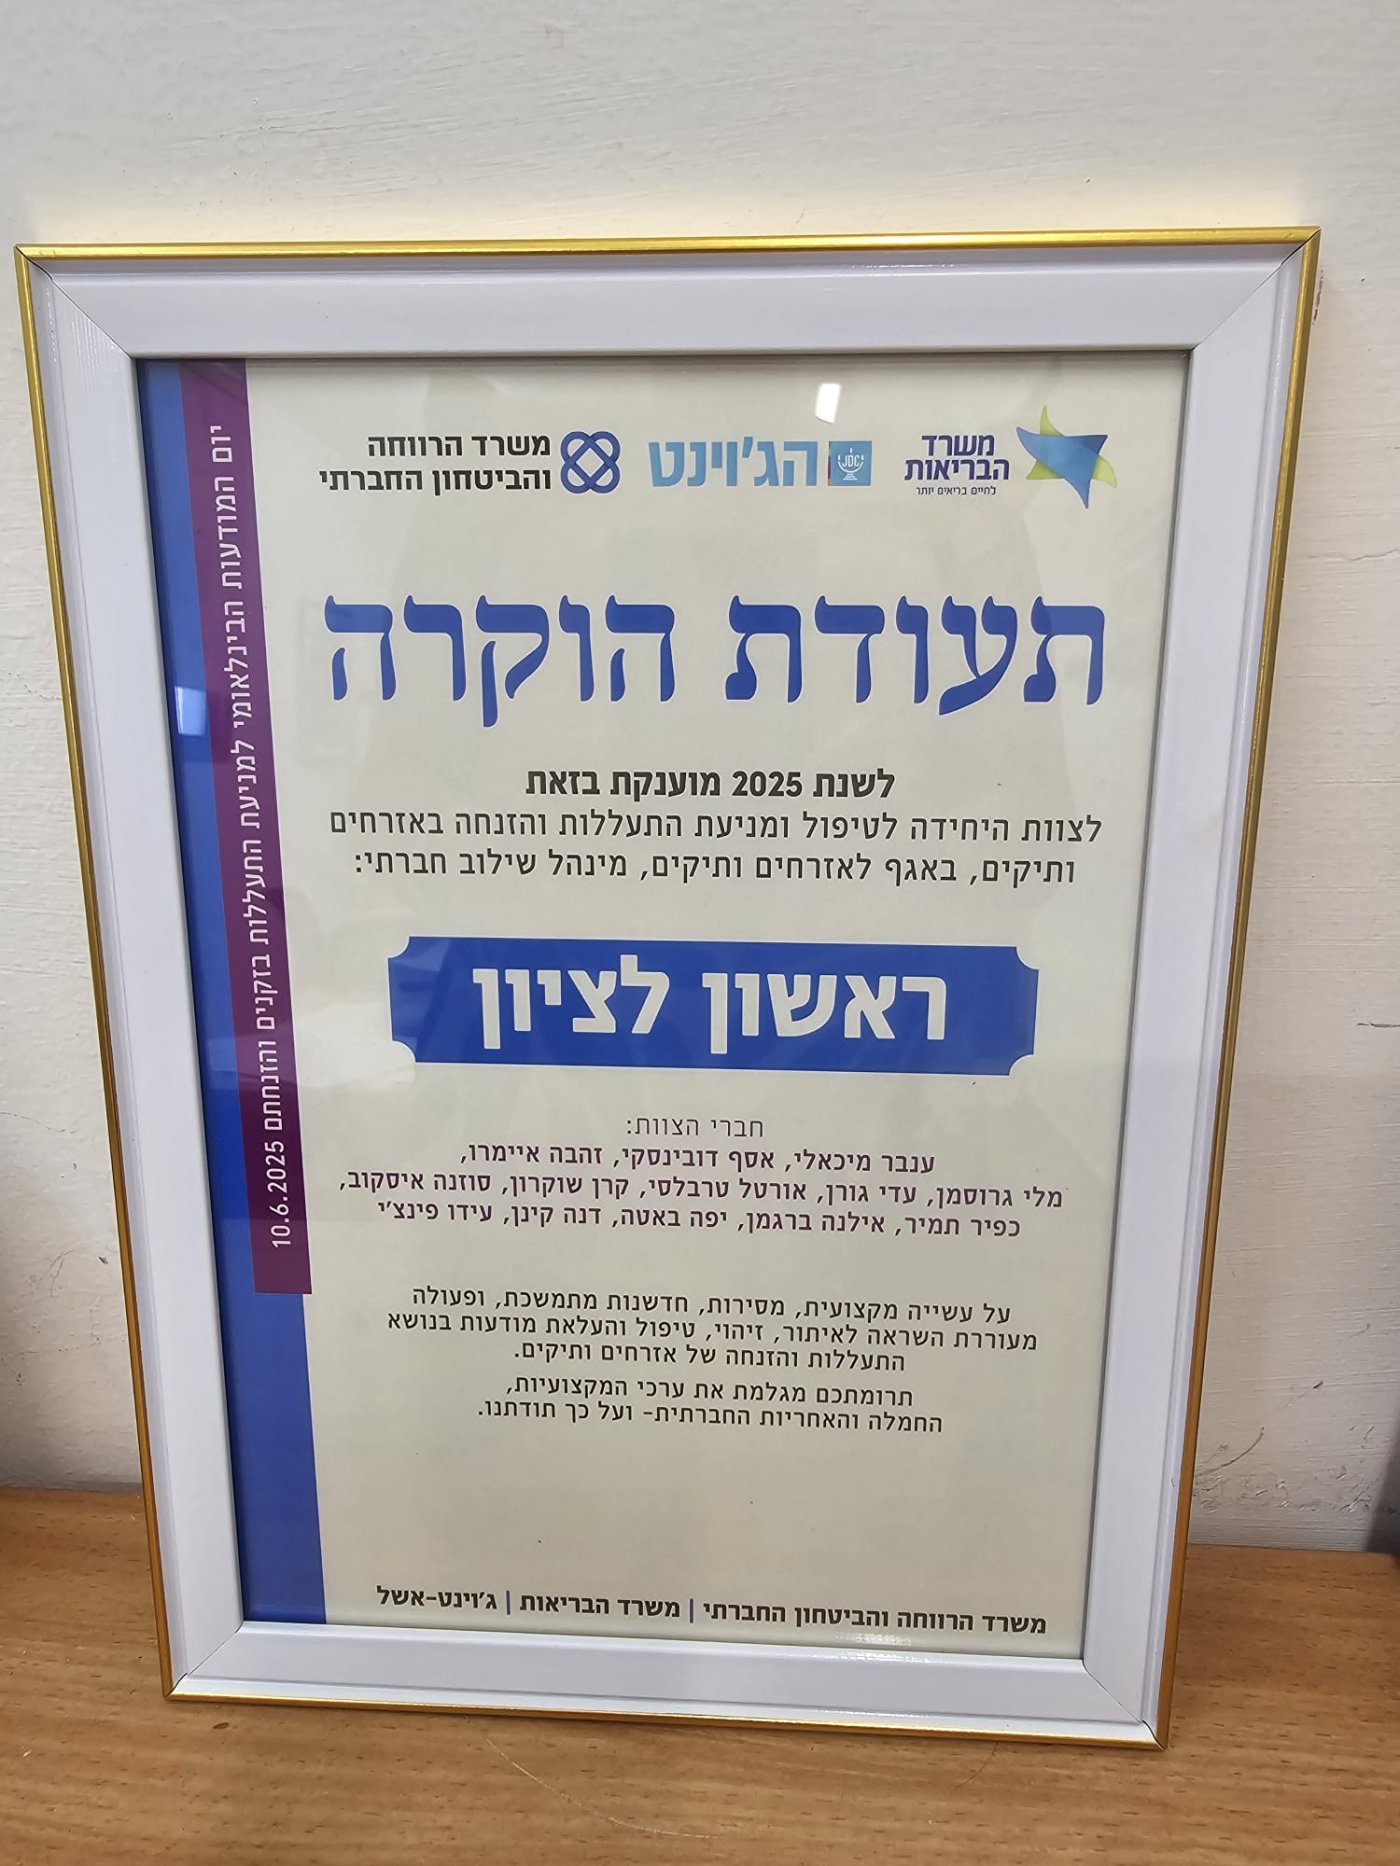 משרד
הבריאות
לחיים בריאים יותר
JDC
הג'וינט
משרד הרווחה
והביטחון החברתי
תעודת הוקרה
לשנת 2025 מוענקת בזאת
לצוות היחידה לטיפול ומניעת התעללות והזנחה באזרחים
ותיקים, באגף לאזרחים ותיקים, מינהל שילוב חברתי:
ראשון לציון
חברי הצוות:
ענבר מיכאלי, אסף דובינסקי, זהבה איימרו,
מלי גרוסמן, עדי גורן, אורטל טרבלסי, קרן שוקרון, סוזנה איסקוב,
כפיר תמיר, אילנה ברגמן, יפה באטה, דנה קינן, עידו פינצ'י
על עשייה מקצועית, מסירות, חדשנות מתמשכת, ופעולה
מעוררת השראה לאיתור, זיהוי, טיפול והעלאת מודעות בנושא
התעללות והזנחה של אזרחים ותיקים.
תרומתכם מגלמת את ערכי המקצועיות,
החמלה והאחריות החברתית- ועל כך תודתנו.
משרד הרווחה והביטחון החברתי | משרד הבריאות | ג'וינט-אשל
יום המודעות הבינלאומי למניעת התעללות בזקנים והזנחתם 10.6.2025